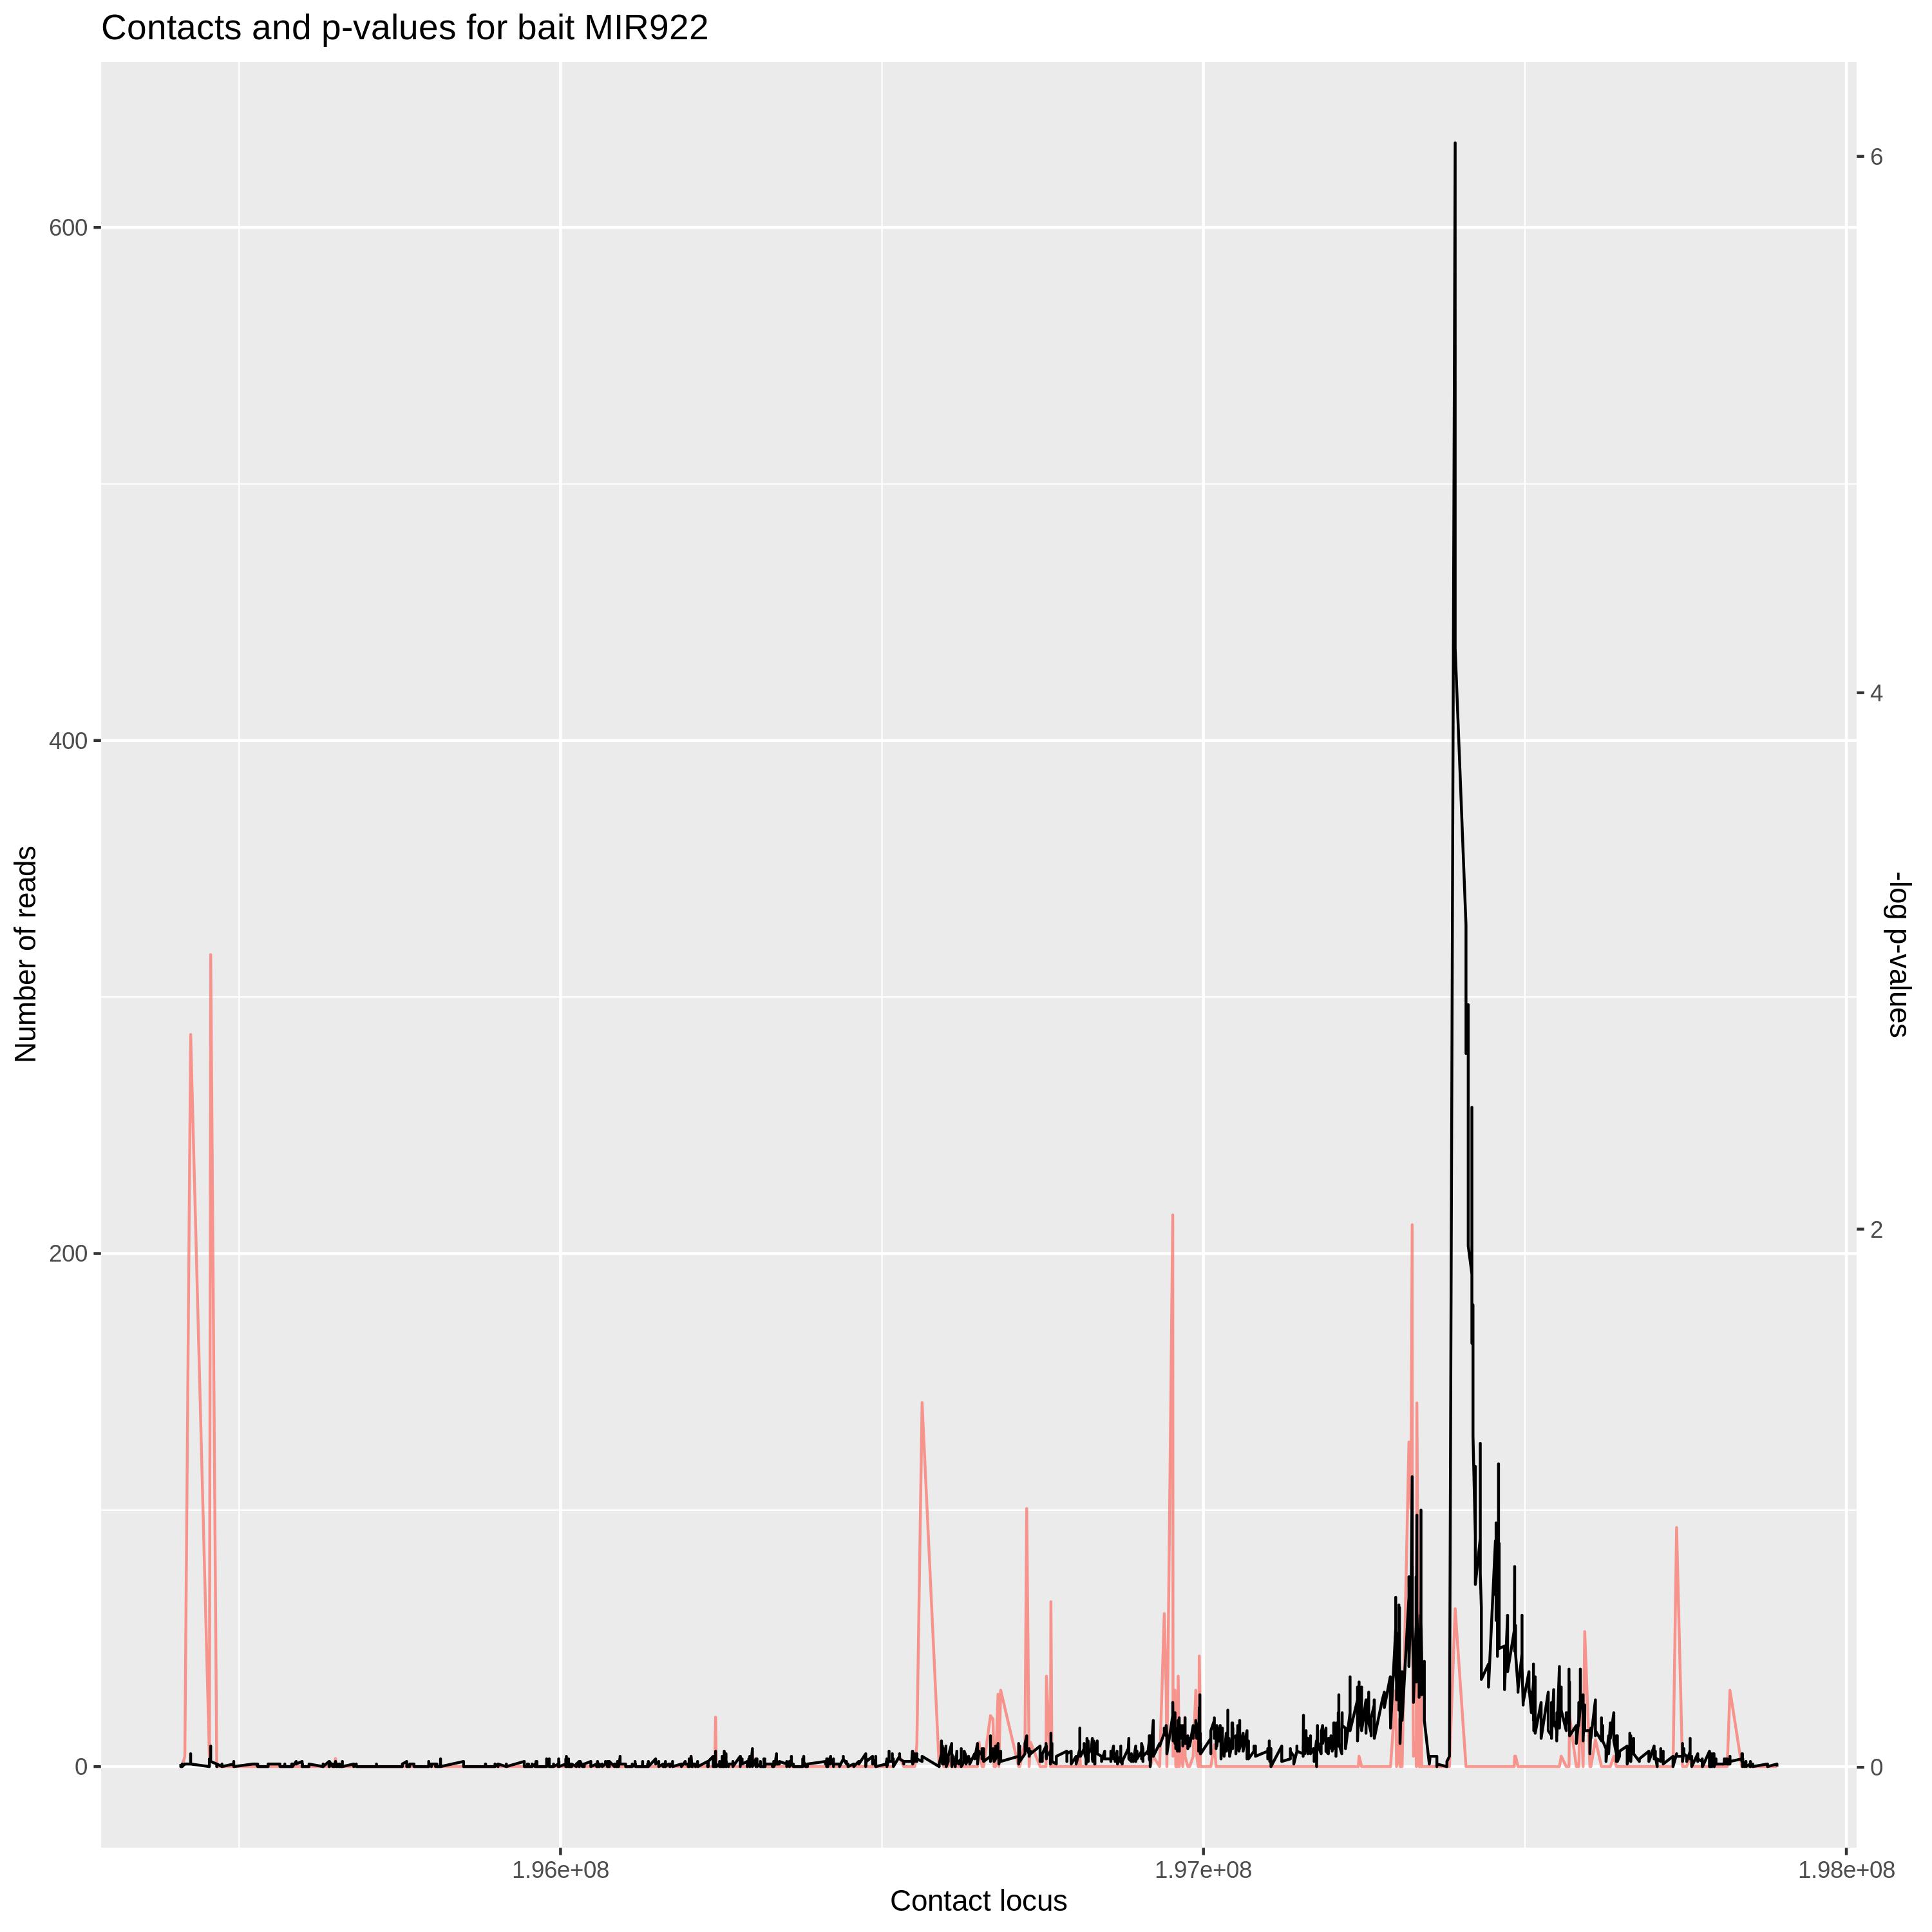 Contacts and p-values for bait MIR922
600
400
200
0
Number of reads
6
4
2
0
-log p-values
1.96e+08
1.97e+08
1.98e+08
Contact locus